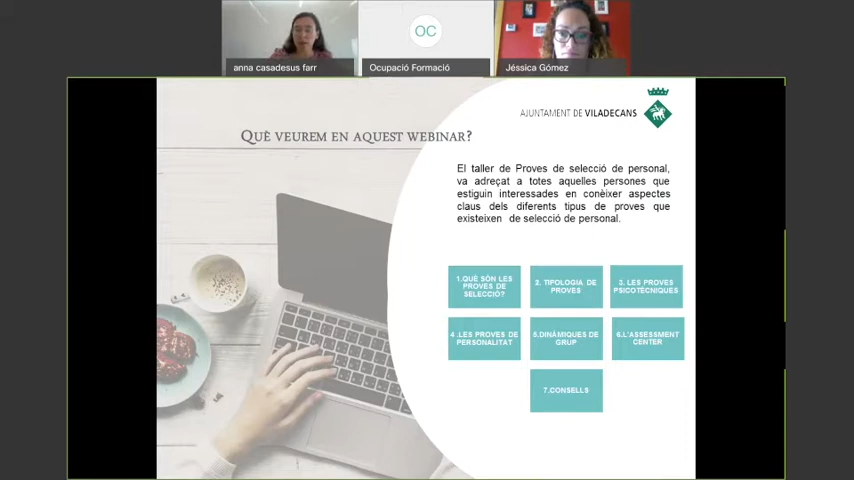 OC
anna casadesus farr
Ocupació Formació
Jéssica Gómez
AJUNTAMENT DE VILADECANS
QUÈ VEUREM EN AQUEST WEBINAR?
El taller de Proves de selecció de personal,
va adreçat a totes aquelles persones que
estiguin interessades en conèixer aspectes
claus dels diferents tipus de proves que
existeixen de selecció de personal.
1.QUÈ SÓN LES
PROVES DE
SELECCIÓ?
2. TIPOLOGIA DE
PROVES
3. LES PROVES
PSICOTÈCNIQUES
4 .LES PROVES DE
PERSONALITAT
5.DINÀMIQUES DE
GRUP
6.L'ASSESSMENT
CENTER
7.CONSELLS